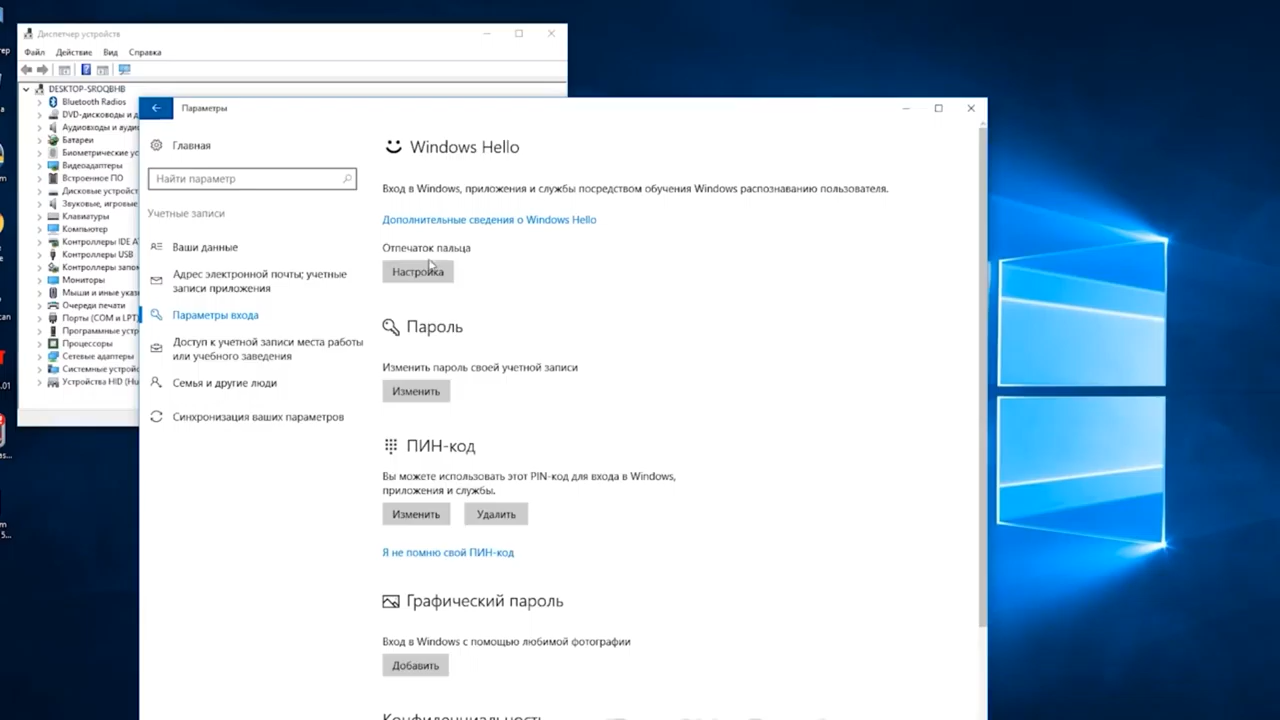 Диспетчер устройств
Файл Действие Вид Справка
DESKTOP-SROQBHB
Bluetooth Radios
DVD-дисководы и д
Аудиовходы и ауди
Батареи
Биометрические ус
Видеоадаптеры
Встроенное ПО
Дисковые устройст
Звуковые, игровые
Клавиатуры
Компьютер
Контроллеры IDE A
Контроллеры USB
Контроллеры запом
Мониторы
Мыши и иные указ
Очереди печати
Порты (COM и LPT)
Программные устр
Процессоры
Сетевые адаптеры
Системные устройс
Устройства HID (Hu
Параметры
Главная
Найти параметр
Учетные записи
Ваши данные
Адрес электронной почты; учетные
записи приложения
Параметры входа
Доступ к учетной записи места работы
или учебного заведения
Семья и другие люди
Синхронизация ваших параметров
Windows Hello
Вход в Windows, приложения и службы посредством обучения Windows распознаванию пользователя.
Дополнительные сведения о Windows Hello
Отпечаток пальца
Настройка
Пароль
Изменить пароль своей учетной записи
Изменить
ПИН-код
Вы можете использовать этот PIN-код для входа в Windows,
приложения и службы.
Изменить Удалить
Я не помню свой ПИН-код
Графический пароль
Вход в Windows с помощью любимой фотографии
Добавить
Конфиденциальность